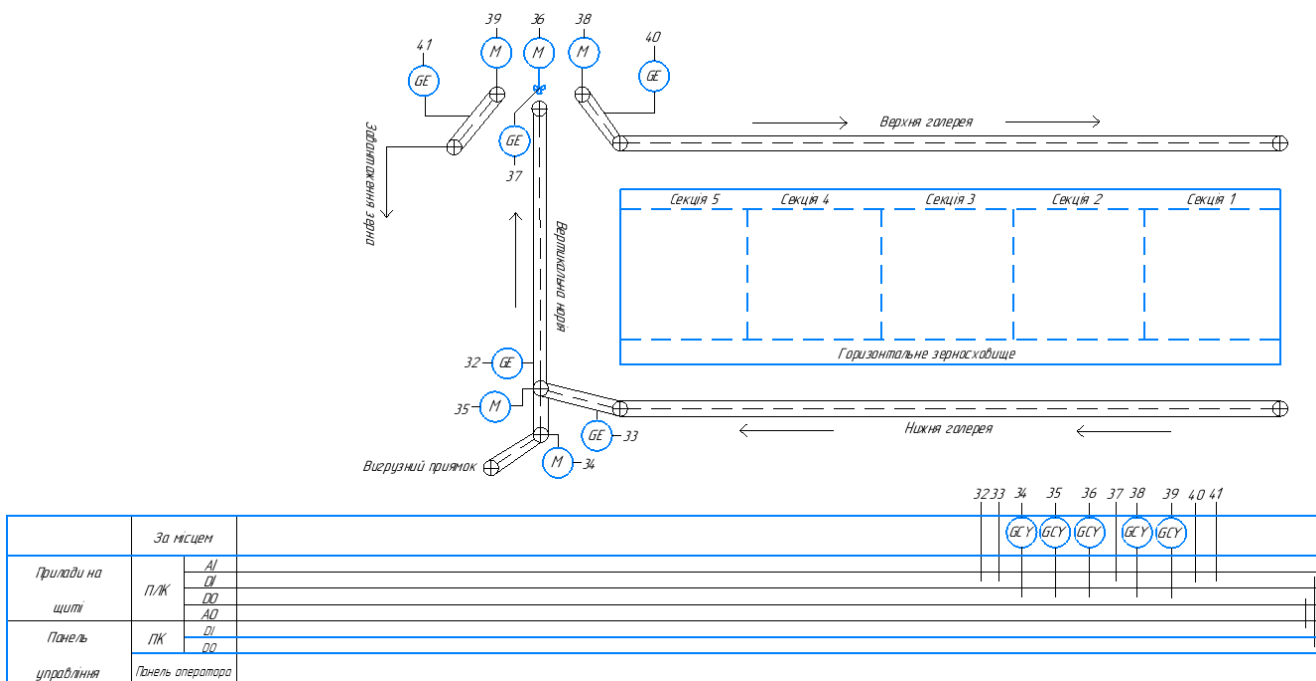 39 36 38
41 40
M M M
GE GE
GE
37
Завантаження зерна
Верхня галерея
Секція 5 Секція 4 Секція 3 Секція 2 Секція 1
Вертикальна норія
Горизонтальне зерносховище
32 GE
35 M
GE 33
Нижня галерея
M 34
Вигрузний приямок
32 33 34 35 36 37 38 39 40 41
За місцем
GCY GCY GCY GCY GCY
Прилади на
щиті
ПЛК
AI
DI
DO
AO
Панель
управління
ПК
DI
DO
Панель оператора